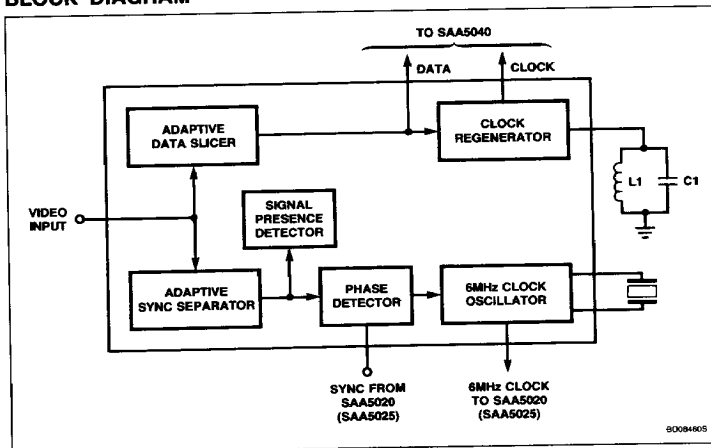 BLOCK DIAGRAM
TO SAA5040
DATA
CLOCK
ADAPTIVE
DATA SLICER
CLOCK
REGENERATOR
L1
C1
VIDEO
INPUT
SIGNAL
PRESENCE
DETECTOR
ADAPTIVE
SYNC SEPARATOR
PHASE
DETECTOR
6MHz CLOCK
OSCILLATOR
SYNC FROM
SAA5020
(SAA5025)
6MHz CLOCK
TO SAA5020
(SAA5025)
BD08460S